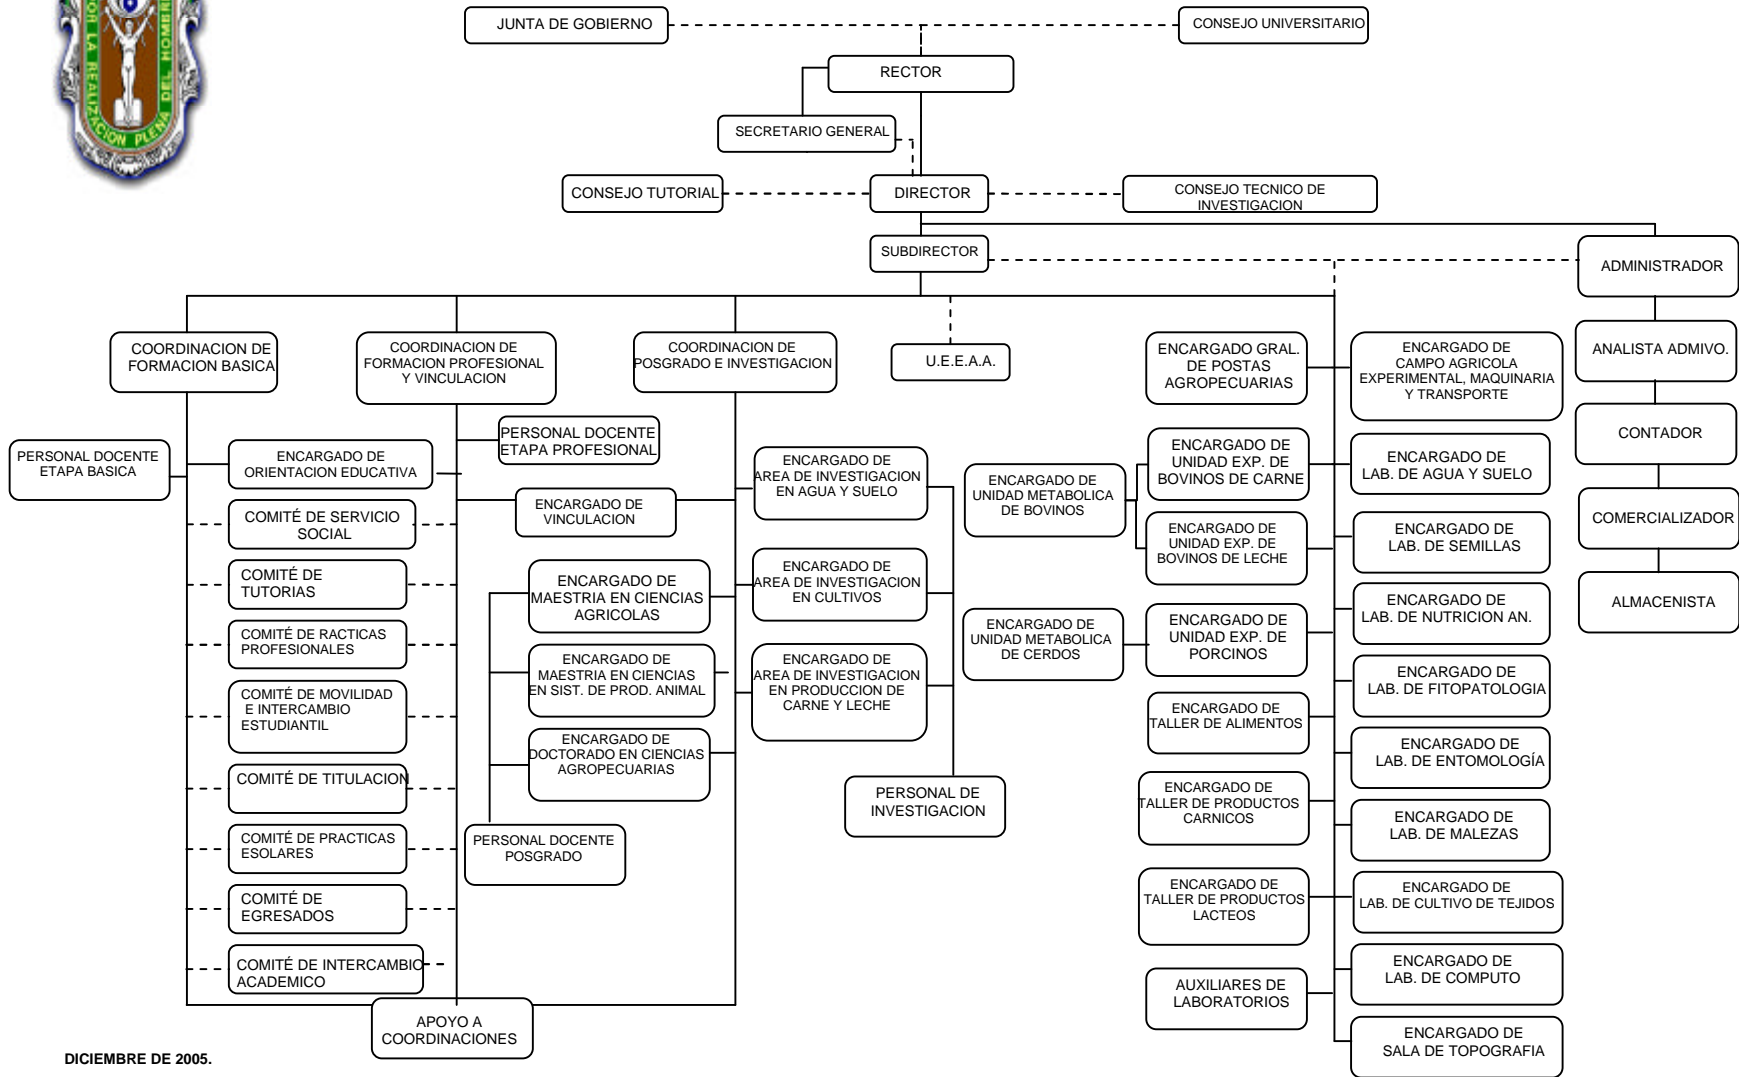 POR LA REALIZACION PLENA DEL HOMBRE
JUNTA DE GOBIERNO
CONSEJO UNIVERSITARIO
RECTOR
SECRETARIO GENERAL
CONSEJO TUTORIAL
DIRECTOR
CONSEJO TECNICO DE
INVESTIGACION
SUBDIRECTOR
ADMINISTRADOR
COORDINACION DE
FORMACION BASICA
COORDINACION DE
FORMACION PROFESIONAL
Y VINCULACION
COORDINACION DE
POSGRADO E INVESTIGACION
U.E.E.A.A.
ENCARGADO GRAL.
DE POSTAS
AGROPECUARIAS
ENCARGADO DE
CAMPO AGRICOLA
EXPERIMENTAL, MAQUINARIA
Y TRANSPORTE
ANALISTA ADMIVO.
CONTADOR
COMERCIALIZADOR
ALMACENISTA
PERSONAL DOCENTE
ETAPA BASICA
ENCARGADO DE
ORIENTACION EDUCATIVA
COMITÉ DE SERVICIO
SOCIAL
COMITÉ DE
TUTORIAS
COMITÉ DE RACTICAS
PROFESIONALES
COMITÉ DE MOVILIDAD
E INTERCAMBIO
ESTUDIANTIL
COMITÉ DE TITULACION
COMITÉ DE PRACTICAS
ESOLARES
COMITÉ DE
EGRESADOS
COMITÉ DE INTERCAMBIO
ACADEMICO
PERSONAL DOCENTE
ETAPA PROFESIONAL
ENCARGADO DE
VINCULACION
ENCARGADO DE
MAESTRIA EN CIENCIAS
AGRICOLAS
ENCARGADO DE
MAESTRIA EN CIENCIAS
EN SIST. DE PROD. ANIMAL
ENCARGADO DE
DOCTORADO EN CIENCIAS
AGROPECUARIAS
PERSONAL DOCENTE
POSGRADO
APOYO A
COORDINACIONES
ENCARGADO DE
AREA DE INVESTIGACION
EN AGUA Y SUELO
ENCARGADO DE
AREA DE INVESTIGACION
EN CULTIVOS
ENCARGADO DE
AREA DE INVESTIGACION
EN PRODUCCION DE
CARNE Y LECHE
PERSONAL DE
INVESTIGACION
ENCARGADO DE
UNIDAD METABOLICA
DE BOVINOS
ENCARGADO DE
UNIDAD METABOLICA
DE CERDOS
ENCARGADO DE
UNIDAD EXP. DE
BOVINOS DE CARNE
ENCARGADO DE
UNIDAD EXP. DE
BOVINOS DE LECHE
ENCARGADO DE
UNIDAD EXP. DE
PORCINOS
ENCARGADO DE
TALLER DE ALIMENTOS
ENCARGADO DE
TALLER DE PRODUCTOS
CARNICOS
ENCARGADO DE
TALLER DE PRODUCTOS
LACTEOS
AUXILIARES DE
LABORATORIOS
ENCARGADO DE
LAB. DE AGUA Y SUELO
ENCARGADO DE
LAB. DE SEMILLAS
ENCARGADO DE
LAB. DE NUTRICION AN.
ENCARGADO DE
LAB. DE FITOPATOLOGIA
ENCARGADO DE
LAB. DE ENTOMOLOGÍA
ENCARGADO DE
LAB. DE MALEZAS
ENCARGADO DE
LAB. DE CULTIVO DE TEJIDOS
ENCARGADO DE
LAB. DE COMPUTO
ENCARGADO DE
SALA DE TOPOGRAFIA
DICIEMBRE DE 2005.